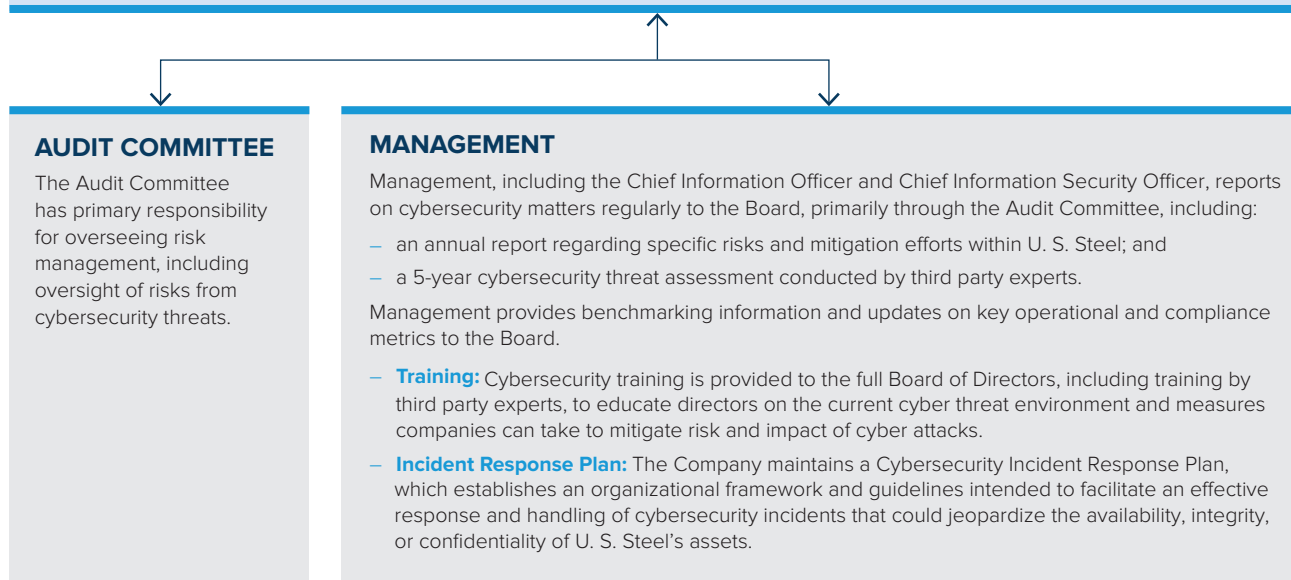 AUDIT COMMITTEE
The Audit Committee
has primary responsibility
for overseeing risk
management, including
oversight of risks from
cybersecurity threats.
MANAGEMENT
Management, including the Chief Information Officer and Chief Information Security Officer, reports
on cybersecurity matters regularly to the Board, primarily through the Audit Committee, including:
– an annual report regarding specific risks and mitigation efforts within U. S. Steel; and
– a 5-year cybersecurity threat assessment conducted by third party experts.
Management provides benchmarking information and updates on key operational and compliance
metrics to the Board.
– Training: Cybersecurity training is provided to the full Board of Directors, including training by
third party experts, to educate directors on the current cyber threat environment and measures
companies can take to mitigate risk and impact of cyber attacks.
– Incident Response Plan: The Company maintains a Cybersecurity Incident Response Plan,
which establishes an organizational framework and guidelines intended to facilitate an effective
response and handling of cybersecurity incidents that could jeopardize the availability, integrity,
or confidentiality of U. S. Steel’s assets.